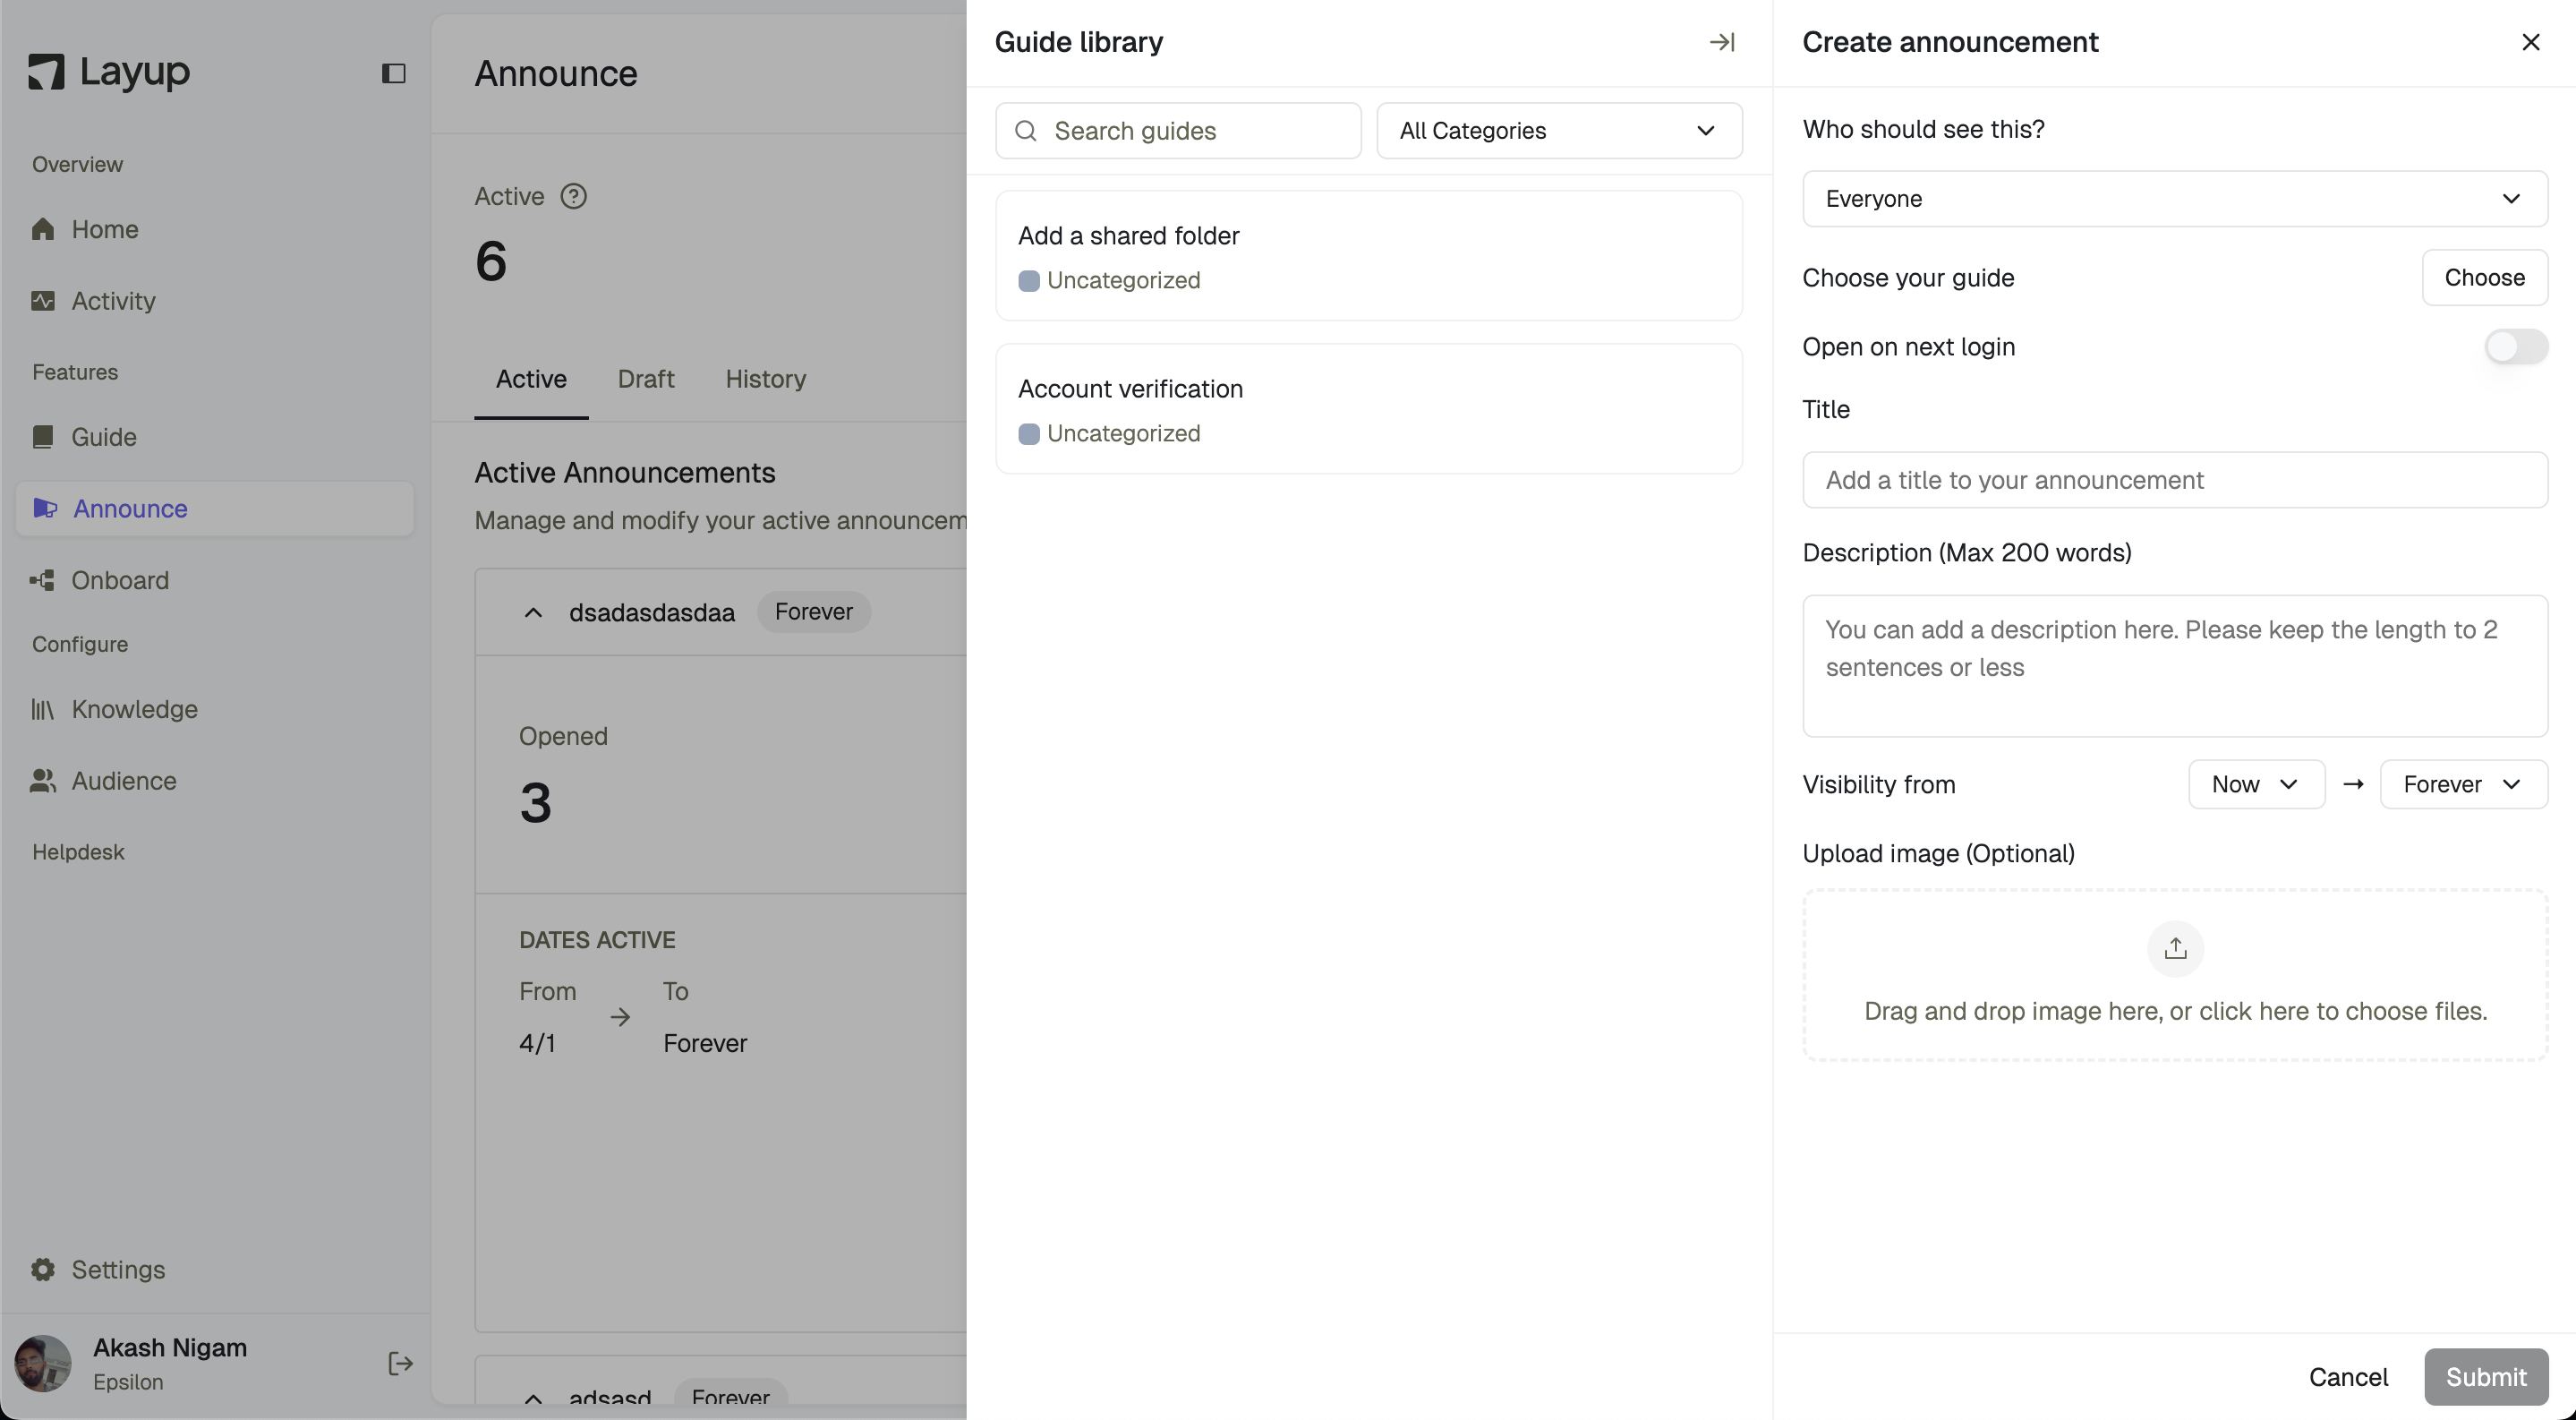 Layup
Overview
Home
Activity
Features
Guide
Announce
Onboard
Configure
Knowledge
Audience
Helpdesk
Settings
Akash Nigam
Epsilon
Announce
Active
6
Active Draft History
Active Announcements
Manage and modify your active announcem
dsadasdasdaa Forever
Opened
3
DATES ACTIVE
From To
4/1 Forever
adsasd Forever
Guide library
Search guides All Categories
Add a shared folder
Uncategorized
Account verification
Uncategorized
Create announcement
Who should see this?
Everyone
Choose your guide Choose
Open on next login
Title
Add a title to your announcement
Description (Max 200 words)
You can add a description here. Please keep the length to 2
sentences or less
Visibility from Now → Forever
Upload image (Optional)
Drag and drop image here, or click here to choose files.
Cancel Submit